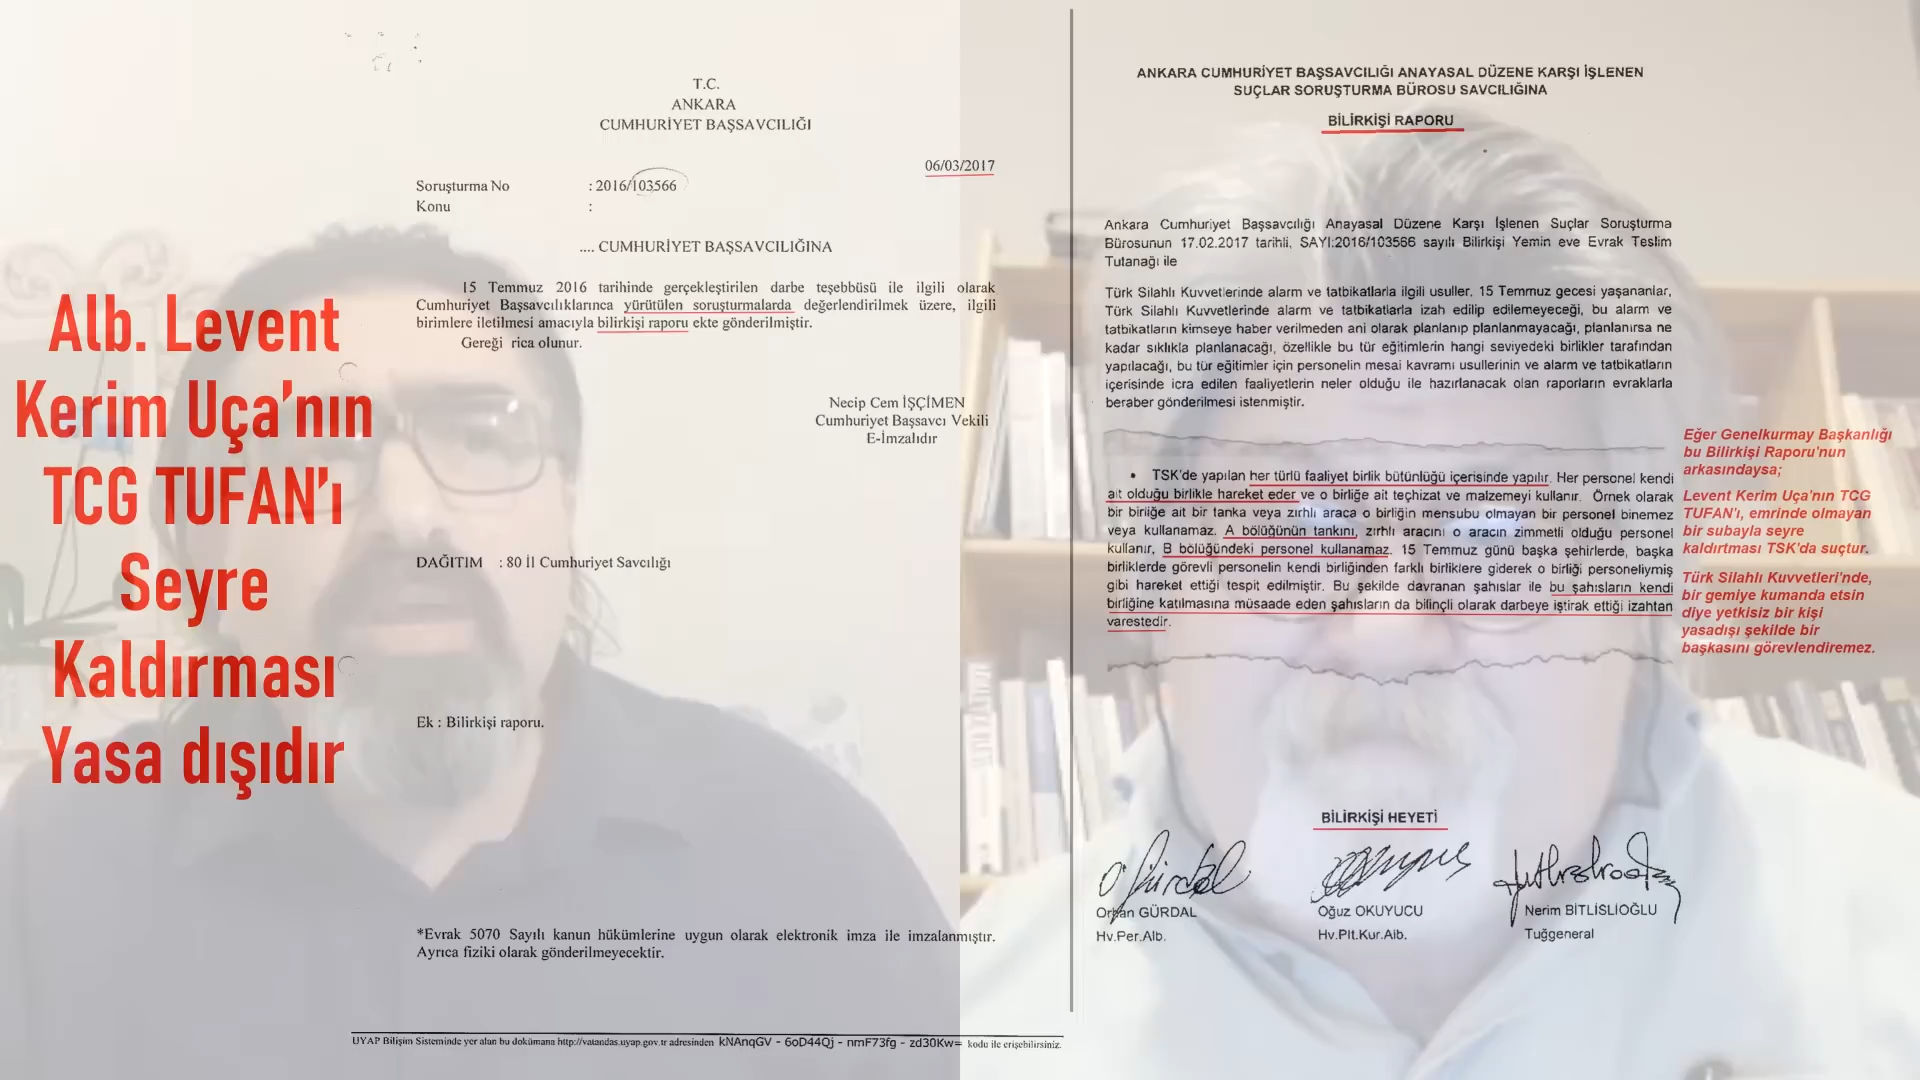 Alb. Levent
Kerim Uça'nın
TCG TUFAN'ı
Seyre
Kaldırması
Yasa dışıdır
T.C.
ANKARA
CUMHURİYET BAŞSAVCILIĞI
06/03/2017
Soruşturma No : 2016/103566
Konu :
.... CUMHURİYET BAŞSAVCILIĞINA
15 Temmuz 2016 tarihinde gerçekleştirilen darbe teşebbüsü ile ilgili olarak
Cumhuriyet Başsavcılıklarınca yürütülen soruşturmalarda değerlendirilmek üzere, ilgili
birimlere iletilmesi amacıyla bilirkişi raporu ekte gönderilmiştir.
Gereği rica olunur.
Necip Cem İŞÇİMEN
Cumhuriyet Başsavcı Vekili
E-İmzalıdır
DAĞITIM : 80 İl Cumhuriyet Savcılığı
Ek : Bilirkişi raporu.
*Evrak 5070 Sayılı kanun hükümlerine uygun olarak elektronik imza ile imzalanmıştır.
Ayrıca fiziki olarak gönderilmeyecektir.
UYAP Bilişim Sisteminde yer alan bu dokümana http://vatandas.uyap.gov.tr adresinden kNAnqGV - 6oD44Qj - nmF73fg - zd30Kw= kodu ile erişebilirsiniz.
ANKARA CUMHURİYET BAŞSAVCILIĞI ANAYASAL DÜZENE KARŞI İŞLENEN
SUÇLAR SORUŞTURMA BÜROSU SAVCILIĞINA
BİLİRKİŞİ RAPORU
Ankara Cumhuriyet Başsavcılığı Anayasal Düzene Karşı İşlenen Suçlar Soruşturma
Bürosunun 17.02.2017 tarihli, SAYI:2016/103566 sayılı Bilirkişi Yemin eve Evrak Teslim
Tutanağı ile
Türk Silahlı Kuvvetlerinde alarm ve tatbikatlarla ilgili usuller, 15 Temmuz gecesi yaşananlar,
Türk Silahlı Kuvvetlerinde alarm ve tatbikatlarla izah edilip edilemeyeceği, bu alarm ve
tatbikatların kimseye haber verilmeden ani olarak planlanıp planlanmayacağı, planlanırsa ne
kadar sıklıkla planlanacağı, özellikle bu tür eğitimlerin hangi seviyedeki birlikler tarafından
yapılacağı, bu tür eğitimler için personelin mesai kavramı usullerinin ve alarm ve tatbikatların
içerisinde icra edilen faaliyetlerin neler olduğu ile hazırlanacak olan raporların evraklarla
beraber gönderilmesi istenmiştir.
• TSK'de yapılan her türlü faaliyet birlik bütünlüğü içerisinde yapılır. Her personel kendi
ait olduğu birlikle hareket eder ve o birliğe ait teçhizat ve malzemeyi kullanır. Örnek olarak
bir birliğe ait bir tanka veya zırhlı araca o birliğin mensubu olmayan bir personel binemez
veya kullanamaz. A bölüğünün tankını, zırhlı aracını o aracın zimmetli olduğu personel
kullanır, B bölüğündeki personel kullanamaz. 15 Temmuz günü başka şehirlerde, başka
birliklerde görevli personelin kendi birliğinden farklı birliklere giderek o birliği personeliymiş
gibi hareket ettiği tespit edilmiştir. Bu şekilde davranan şahıslar ile bu şahısların kendi
birliğine katılmasına müsaade eden şahısların da bilinçli olarak darbeye iştirak ettiği izahtan
varestedir.
Eğer Genelkurmay Başkanlığı
bu Bilirkişi Raporu'nun
arkasındaysa;
Levent Kerim Uça'nın TCG
TUFAN'ı, emrinde olmayan
bir subayla seyre
kaldırtması TSK'da suçtur.
Türk Silahlı Kuvvetleri'nde,
bir gemiye kumanda etsin
diye yetkisiz bir kişi
yasadışı şekilde bir
başkasını görevlendiremez.
BİLİRKİŞİ HEYETİ
Orhan GÜRDAL
Hv.Per.Alb.
Oğuz OKUYUCU
Hv.Plt.Kur.Alb.
Nerim BİTLİSLİOĞLU
Tuğgeneral